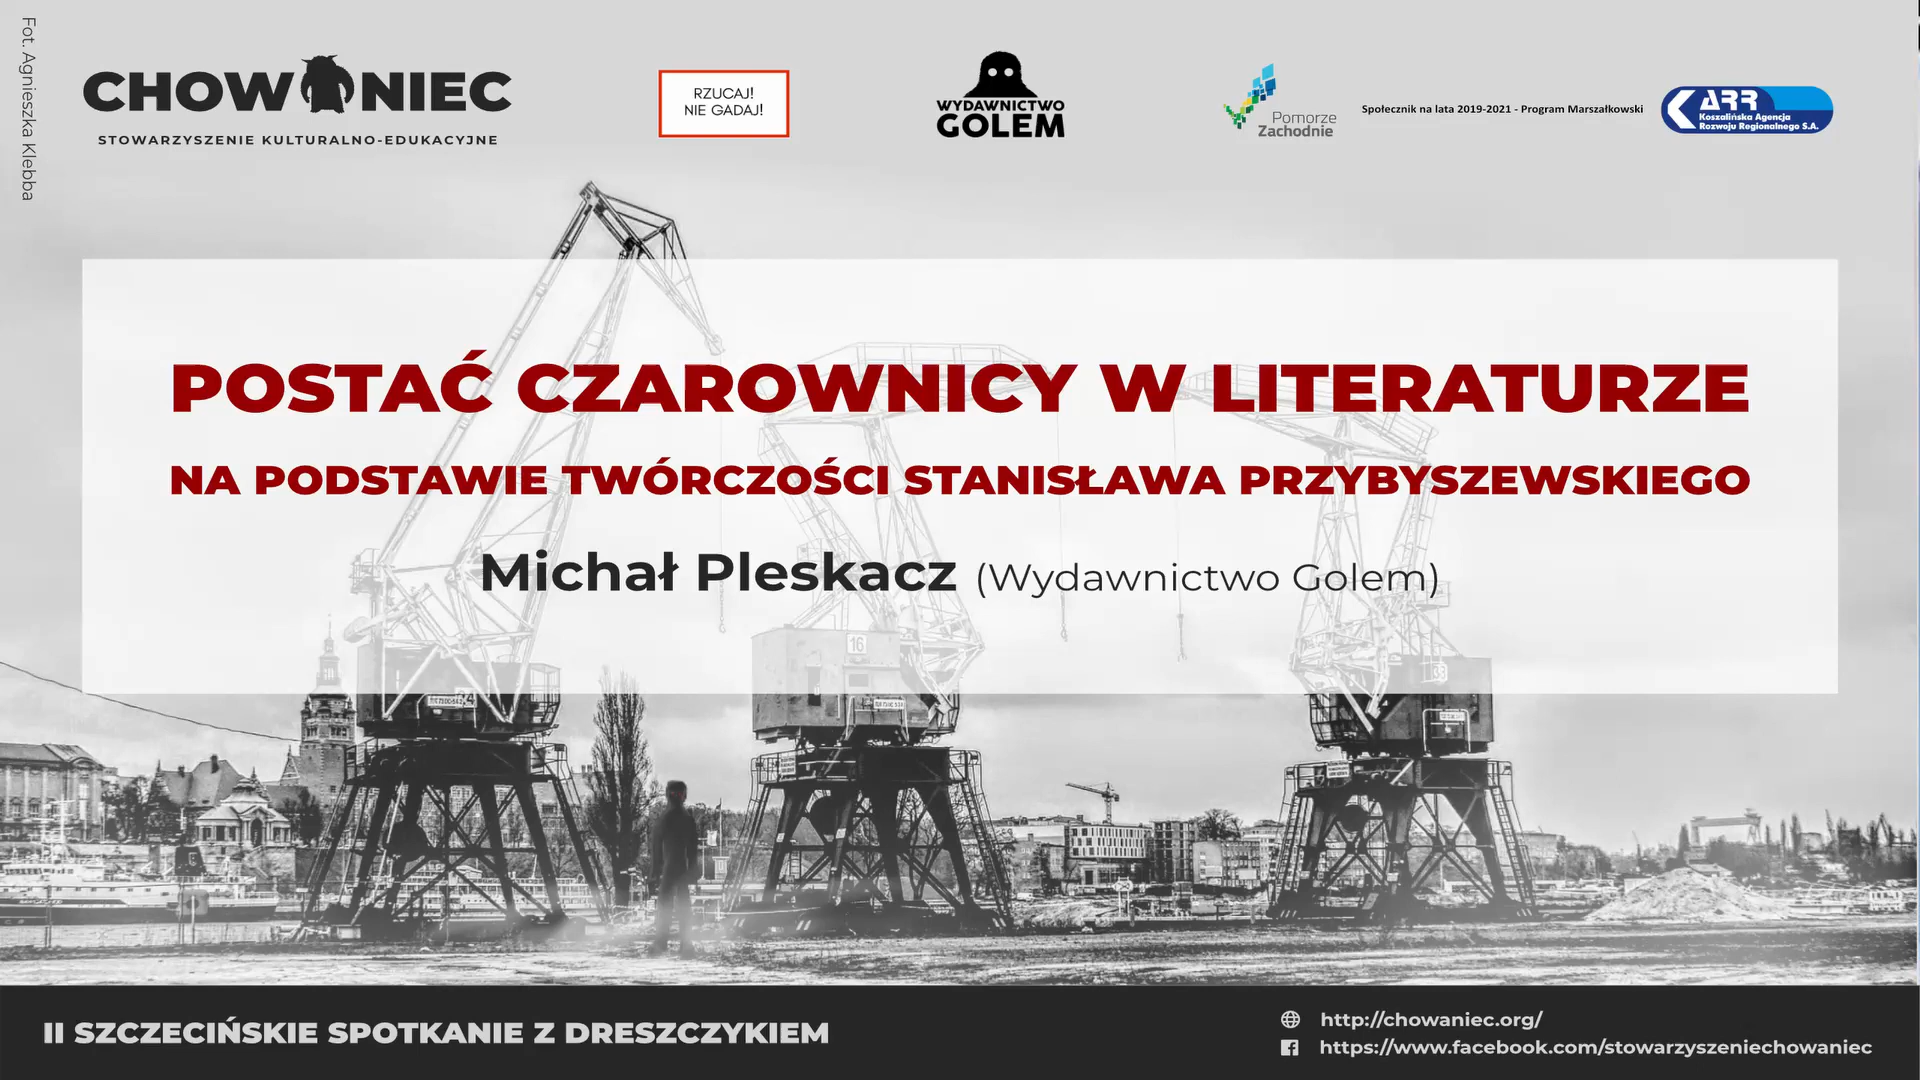 Fot. Agnieszka Klebba
CHOWANIEC
STOWARZYSZENIE KULTURALNO-EDUKACYJNE
RZUCAJ!
NIE GADAJ!
WYDAWNICTWO
GOLEM
Pomorze
Zachodnie
Społecznik na lata 2019-2021 - Program Marszałkowski
KARR
Koszalińska Agencja
Rozwoju Regionalnego S.A.
POSTAĆ CZAROWNICY W LITERATURZE
NA PODSTAWIE TWÓRCZOŚCI STANISŁAWA PRZYBYSZEWSKIEGO
Michał Pleskacz (Wydawnictwo Golem)
16
II SZCZECIŃSKIE SPOTKANIE Z DRESZCZYKIEM
http://chowaniec.org/
https://www.facebook.com/stowarzyszeniechowaniec